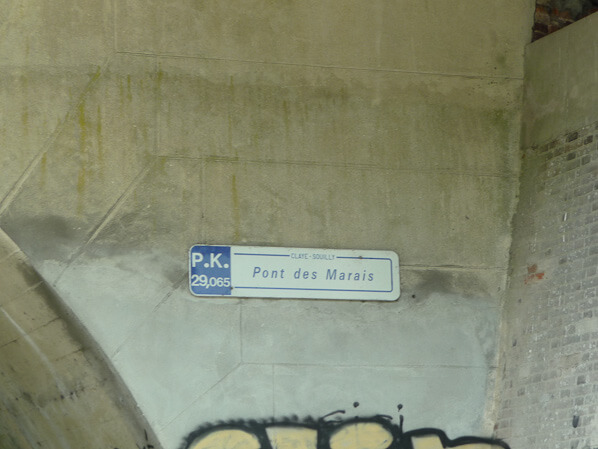 P.K.
29,065
CLAYE-SOUILLY
Pont des Marais